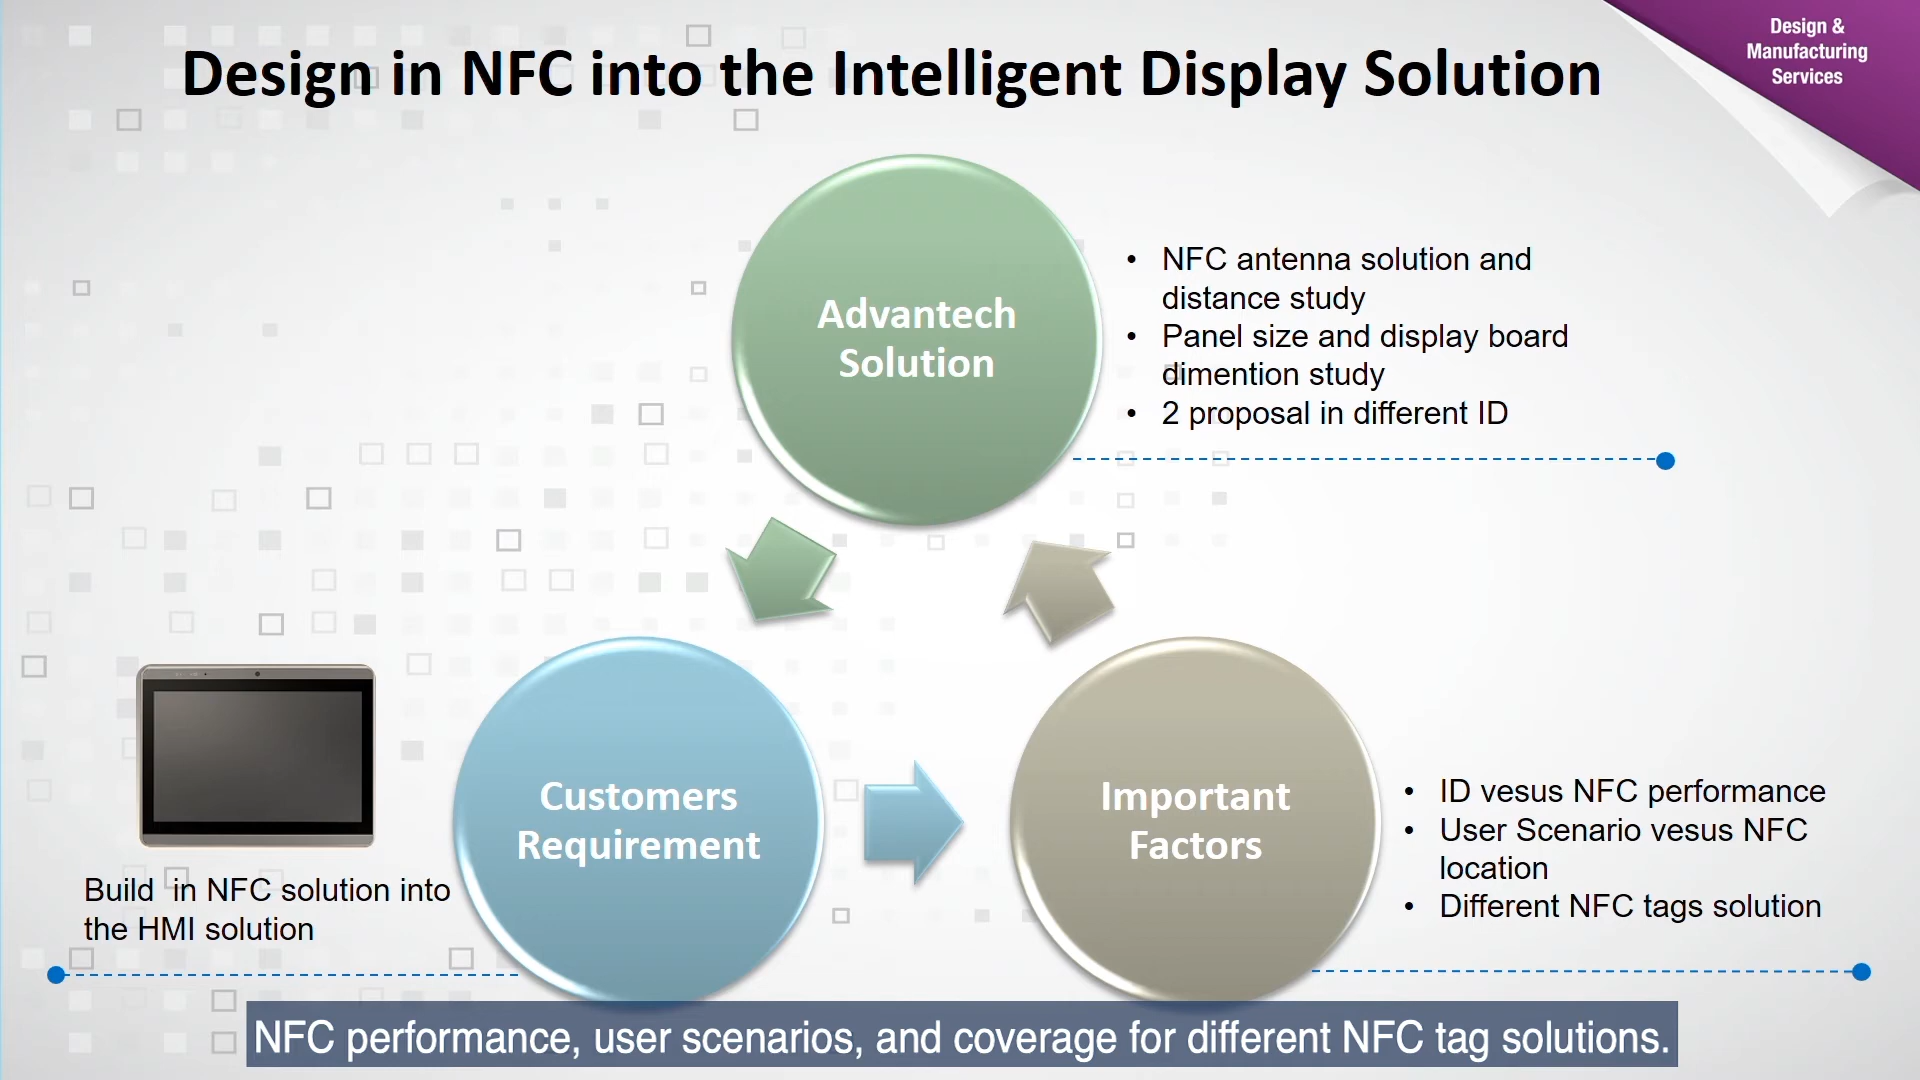 Design in NFC into the Intelligent Display Solution
Design &
Manufacturing
Services
Advantech
Solution
• NFC antenna solution and
distance study
• Panel size and display board
dimention study
• 2 proposal in different ID
Customers
Requirement
Build  in NFC solution into
the HMI solution
Important
Factors
• ID vesus NFC performance
• User Scenario vesus NFC
location
• Different NFC tags solution
NFC performance, user scenarios, and coverage for different NFC tag solutions.